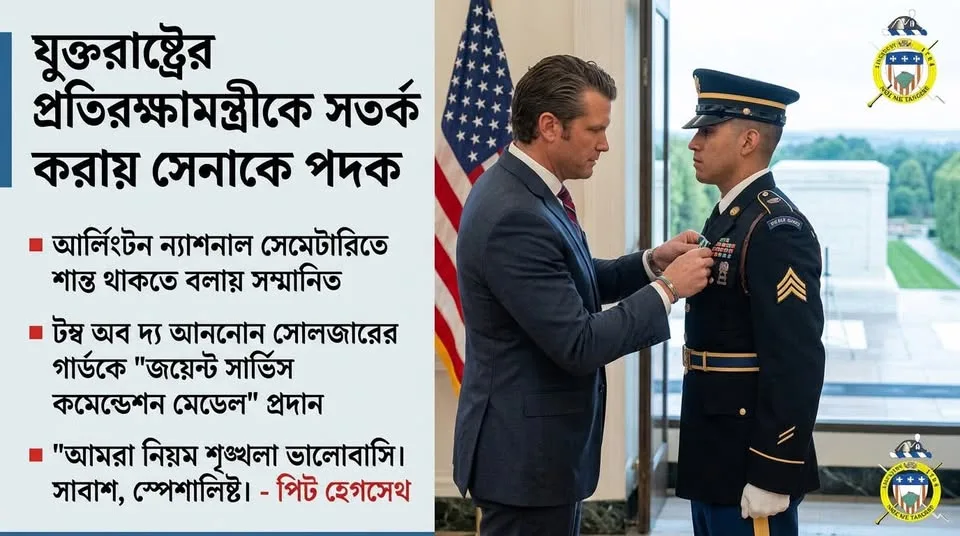 যুক্তরাষ্ট্রের
প্রতিরক্ষামন্ত্রীকে সতর্ক
করায় সেনাকে পদক
আর্লিংটন ন্যাশনাল সেমেটারিতে
শান্ত থাকতে বলায় সম্মানিত
টম্ব অব দ্য আননোন সোলজারের
গার্ডকে "জয়েন্ট সার্ভিস
কমেন্ডেশন মেডেল" প্রদান
"আমরা নিয়ম শৃঙ্খলা ভালোবাসি।
সাবাশ, স্পেশালিষ্ট। - পিট হেগসেথ